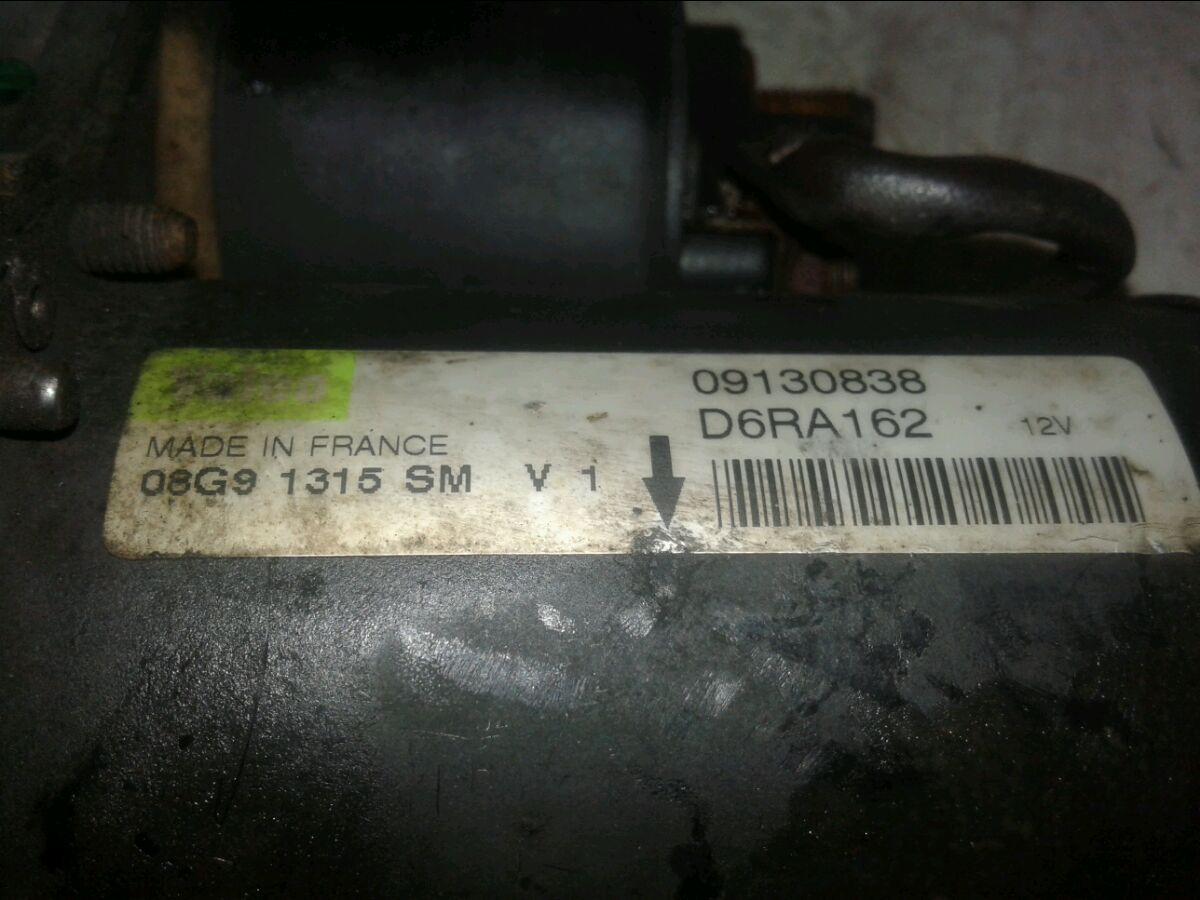 09130838
D6RA162 12V
MADE IN FRANCE
08G9 1315 SM V 1